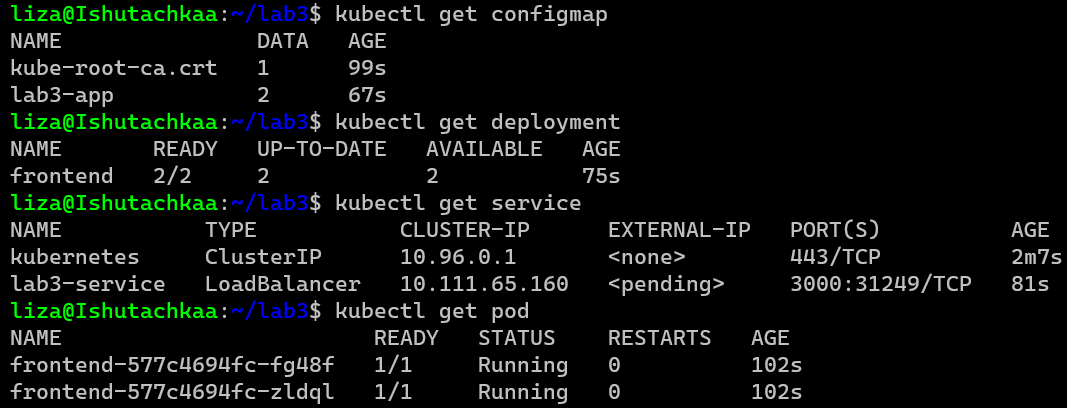 liza@Ishutachkaa:~/lab3$ kubectl get configmap
NAME               DATA   AGE
kube-root-ca.crt   1      99s
lab3-app           2      67s
liza@Ishutachkaa:~/lab3$ kubectl get deployment
NAME       READY   UP-TO-DATE   AVAILABLE   AGE
frontend   2/2     2            2           75s
liza@Ishutachkaa:~/lab3$ kubectl get service
NAME           TYPE           CLUSTER-IP      EXTERNAL-IP   PORT(S)          AGE
kubernetes     ClusterIP      10.96.0.1       <none>        443/TCP          2m7s
lab3-service   LoadBalancer   10.111.65.160   <pending>     3000:31249/TCP   81s
liza@Ishutachkaa:~/lab3$ kubectl get pod
NAME                        READY   STATUS    RESTARTS   AGE
frontend-577c4694fc-fg48f   1/1     Running   0          102s
frontend-577c4694fc-zldql   1/1     Running   0          102s